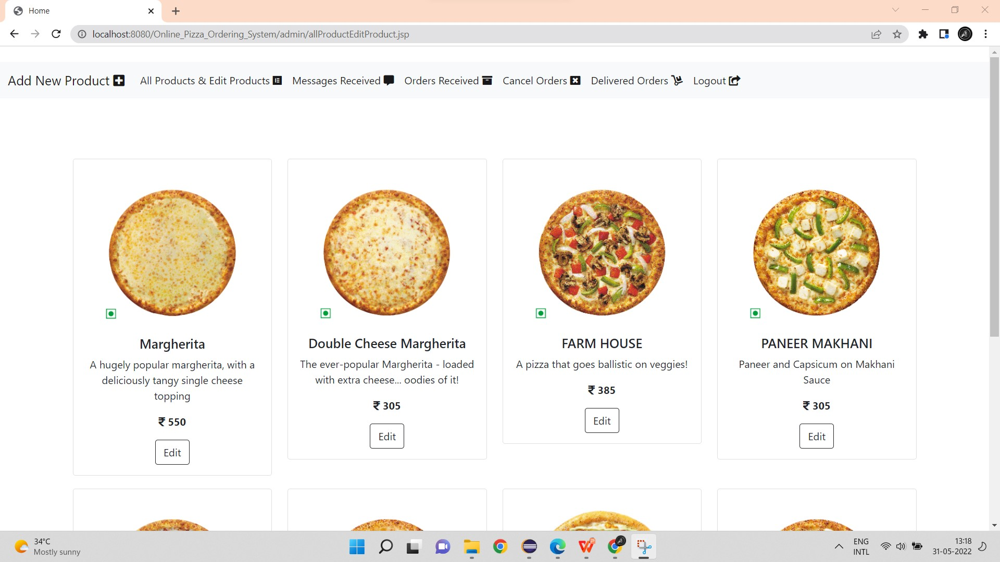 Home
localhost:8080/Online_Pizza_Ordering_System/admin/allProductEditProduct.jsp
Add New Product All Products & Edit Products Messages Received Orders Received Cancel Orders Delivered Orders Logout
Margherita
A hugely popular margherita, with a
deliciously tangy single cheese
topping
₹ 550
Edit
Double Cheese Margherita
The ever-popular Margherita - loaded
with extra cheese... oodies of it!
₹ 305
Edit
FARM HOUSE
A pizza that goes ballistic on veggies!
₹ 385
Edit
PANEER MAKHANI
Paneer and Capsicum on Makhani
Sauce
₹ 305
Edit
34°C
Mostly sunny
ENG
INTL
13:18
31-05-2022